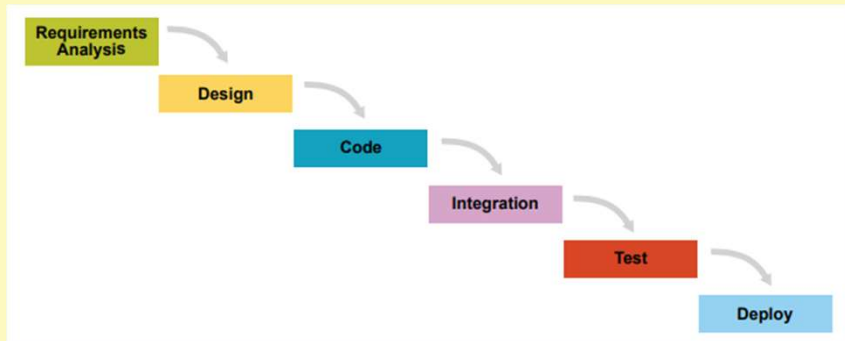 Requirements
Analysis
Design
Code
Integration
Test
Deploy